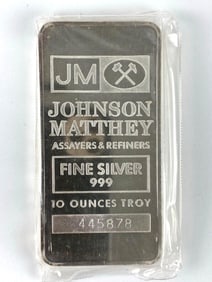 JM
JOHNSON
MATTHEY
ASSAYERS & REFINERS
FINE SILVER
999
10 OUNCES TROY
445878